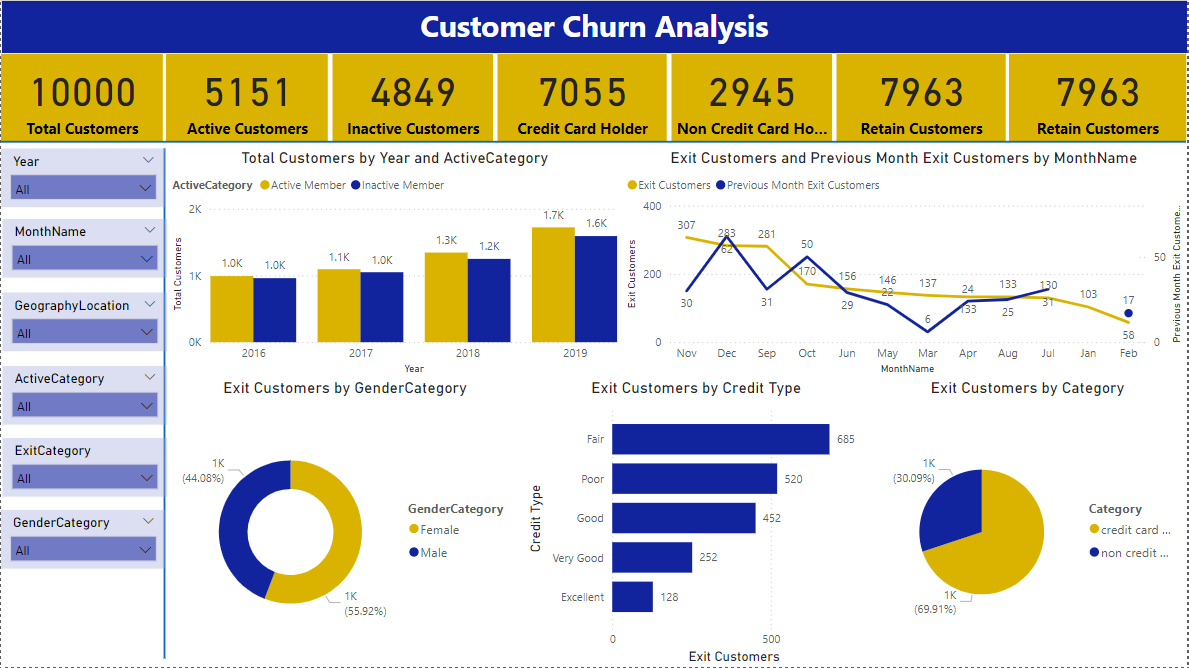 Customer Churn Analysis
10000
Total Customers
5151
Active Customers
4849
Inactive Customers
7055
Credit Card Holder
2945
Non Credit Card Ho...
7963
Retain Customers
7963
Retain Customers
Year
All
MonthName
All
GeographyLocation
All
ActiveCategory
All
ExitCategory
All
GenderCategory
All
Total Customers by Year and ActiveCategory
ActiveCategory Active Member Inactive Member
Total Customers
2K
1K
0K
1.0K 1.0K 1.1K 1.0K 1.3K 1.2K 1.7K 1.6K
2016 2017 2018 2019
Year
Exit Customers and Previous Month Exit Customers by MonthName
Exit Customers Previous Month Exit Customers
Exit Customers
400
200
0
307 283 281 170 156 146 137 24 133 130 103 17
30 62 31 50 29 22 6 133 25 31 58
Nov Dec Sep Oct Jun May Mar Apr Aug Jul Jan Feb
MonthName
50
0
Previous Month Exit Custome...
Exit Customers by GenderCategory
1K
(44.08%)
1K
(55.92%)
GenderCategory
Female
Male
Exit Customers by Credit Type
Credit Type
Fair 685
Poor 520
Good 452
Very Good 252
Excellent 128
0 500
Exit Customers
Exit Customers by Category
1K
(30.09%)
1K
(69.91%)
Category
credit card ...
non credit ...